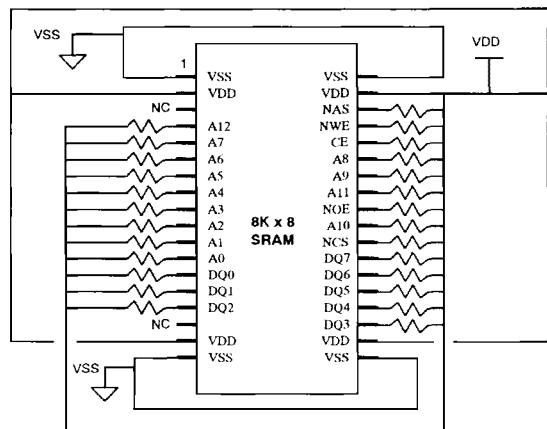 VSS
VDD
1
VSS VSS
VDD VDD
NC NAS
A12 NWE
A7 CE
A6 A8
A5 A9
A4 A11
A3 NOE
A2 A10
A1 NCS
A0 DQ7
DQ0 DQ6
DQ1 DQ5
DQ2 DQ4
NC DQ3
VDD VDD
VSS VSS
8K x 8
SRAM
VSS